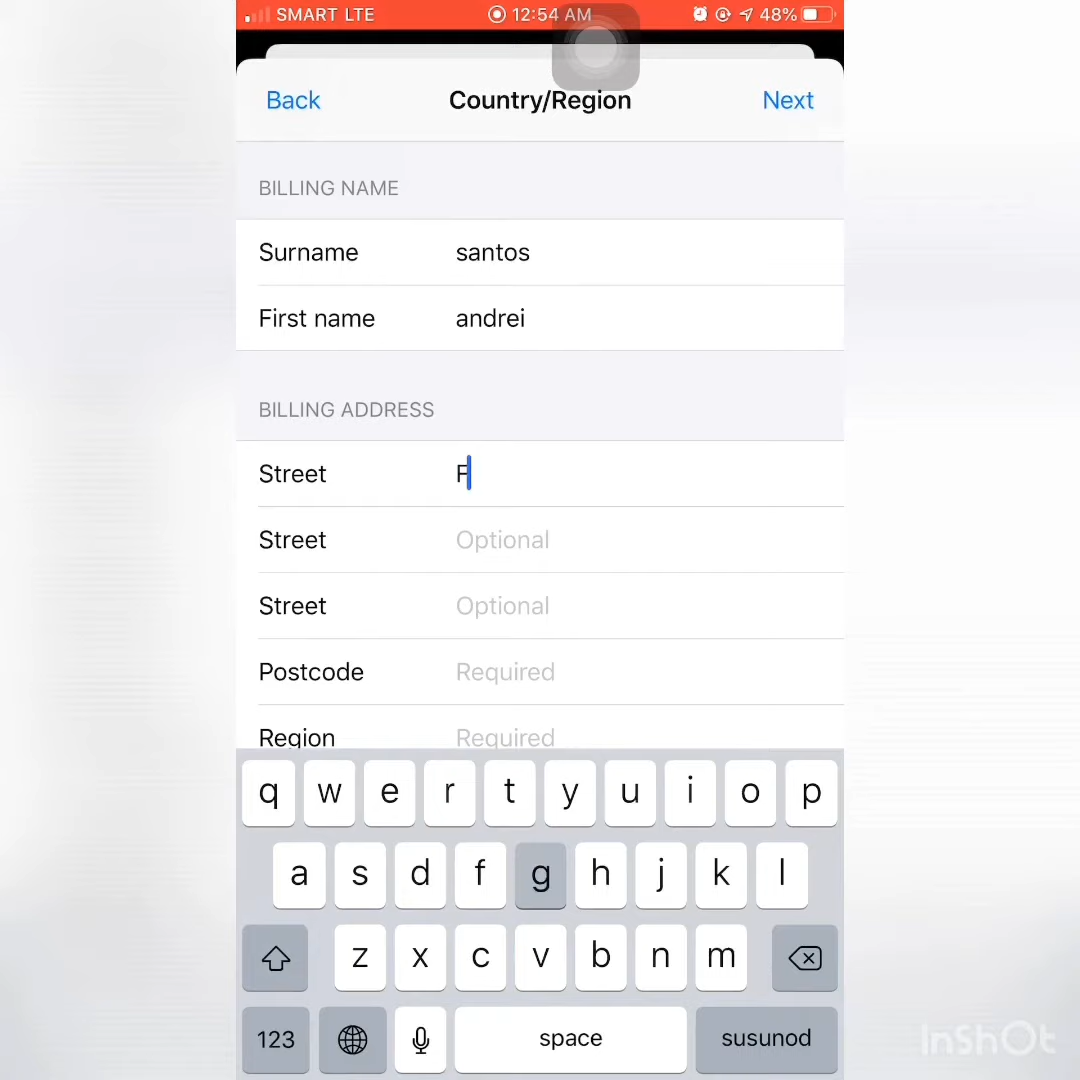 SMART LTE 12:54 AM 48%
Back Country/Region Next
BILLING NAME
Surname santos
First name andrei
BILLING ADDRESS
Street F
Street Optional
Street Optional
Postcode Required
Region Required
q w e r t y u i o p
a s d f g h j k l
z x c v b n m
123 space susunod
InShOt